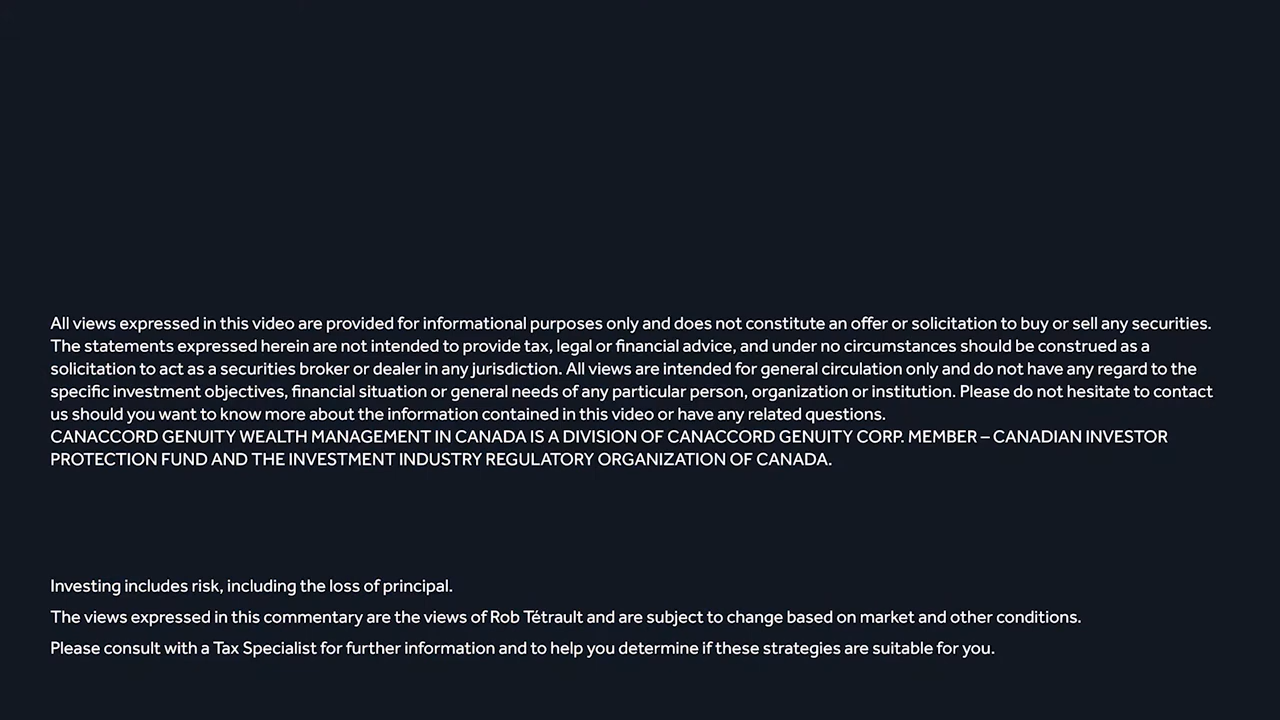 All views expressed in this video are provided for informational purposes only and does not constitute an offer or solicitation to buy or sell any securities.
The statements expressed herein are not intended to provide tax, legal or financial advice, and under no circumstances should be construed as a
solicitation to act as a securities broker or dealer in any jurisdiction. All views are intended for general circulation only and do not have any regard to the
specific investment objectives, financial situation or general needs of any particular person, organization or institution. Please do not hesitate to contact
us should you want to know more about the information contained in this video or have any related questions.
CANACCORD GENUITY WEALTH MANAGEMENT IN CANADA IS A DIVISION OF CANACCORD GENUITY CORP. MEMBER – CANADIAN INVESTOR
PROTECTION FUND AND THE INVESTMENT INDUSTRY REGULATORY ORGANIZATION OF CANADA.
Investing includes risk, including the loss of principal.
The views expressed in this commentary are the views of Rob Tétrault and are subject to change based on market and other conditions.
Please consult with a Tax Specialist for further information and to help you determine if these strategies are suitable for you.